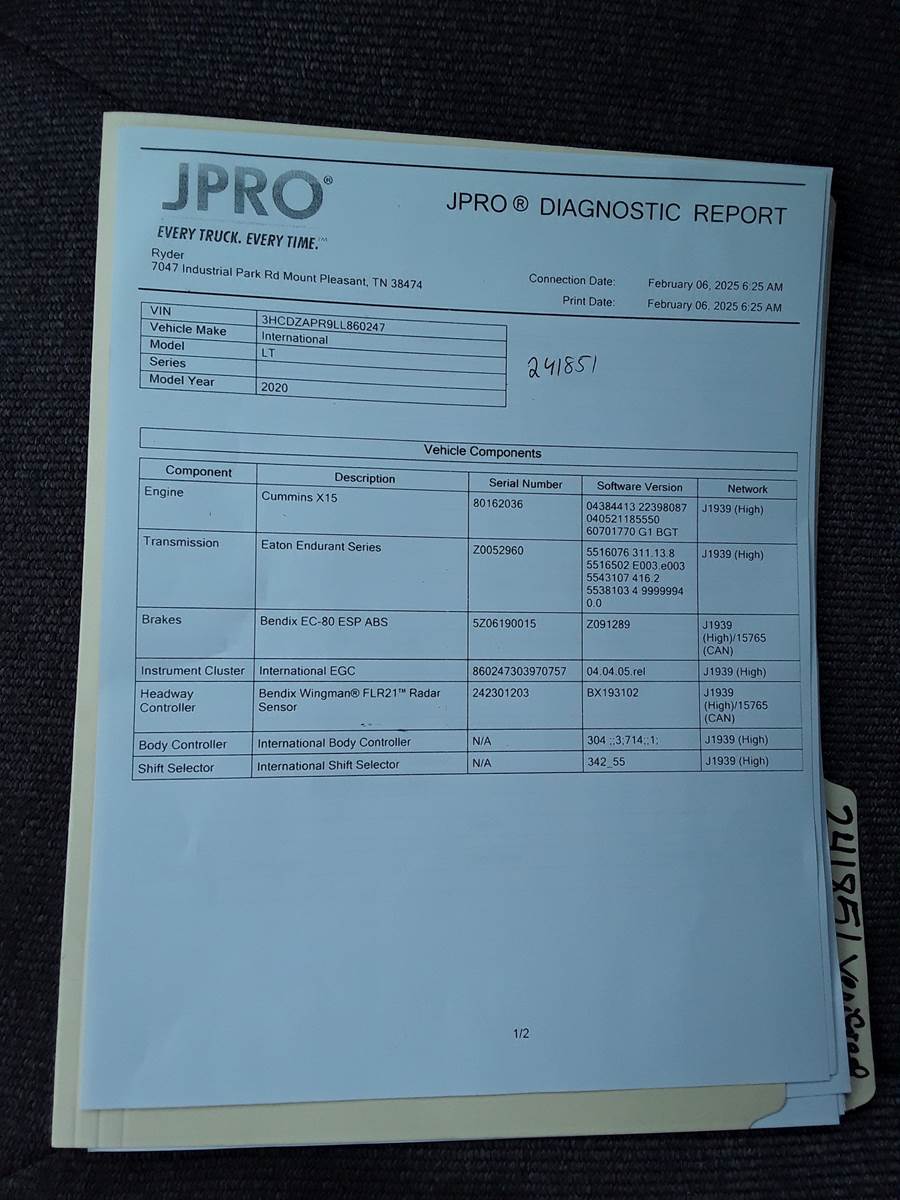 JPRO®
JPRO® DIAGNOSTIC REPORT
EVERY TRUCK. EVERY TIME.™
Ryder
7047 Industrial Park Rd Mount Pleasant, TN 38474
Connection Date: February 06, 2025 6:25 AM
Print Date: February 06, 2025 6:25 AM
VIN 3HCDZAPR9LL860247
Vehicle Make International
Model LT
Series
Model Year 2020
241851
Vehicle Components
Component Description Serial Number Software Version Network
Engine Cummins X15 80162036 04384413 22398087 J1939 (High)
040521185550
60701770 G1 BGT
Transmission Eaton Endurant Series Z0052960 5516076 311.13.8 J1939 (High)
5516502 E003.e003
5543107 416.2
5538103 4 9999994
0.0
Brakes Bendix EC-80 ESP ABS 5Z06190015 Z091289 J1939
(High)/15765
(CAN)
Instrument Cluster International EGC 860247303970757 04.04.05.rel J1939 (High)
Headway Bendix Wingman® FLR21™ Radar 242301203 BX193102 J1939
Controller Sensor (High)/15765
(CAN)
Body Controller International Body Controller N/A 304 ;;3;714;;1; J1939 (High)
Shift Selector International Shift Selector N/A 342_55 J1939 (High)
1/2
241851 Verified